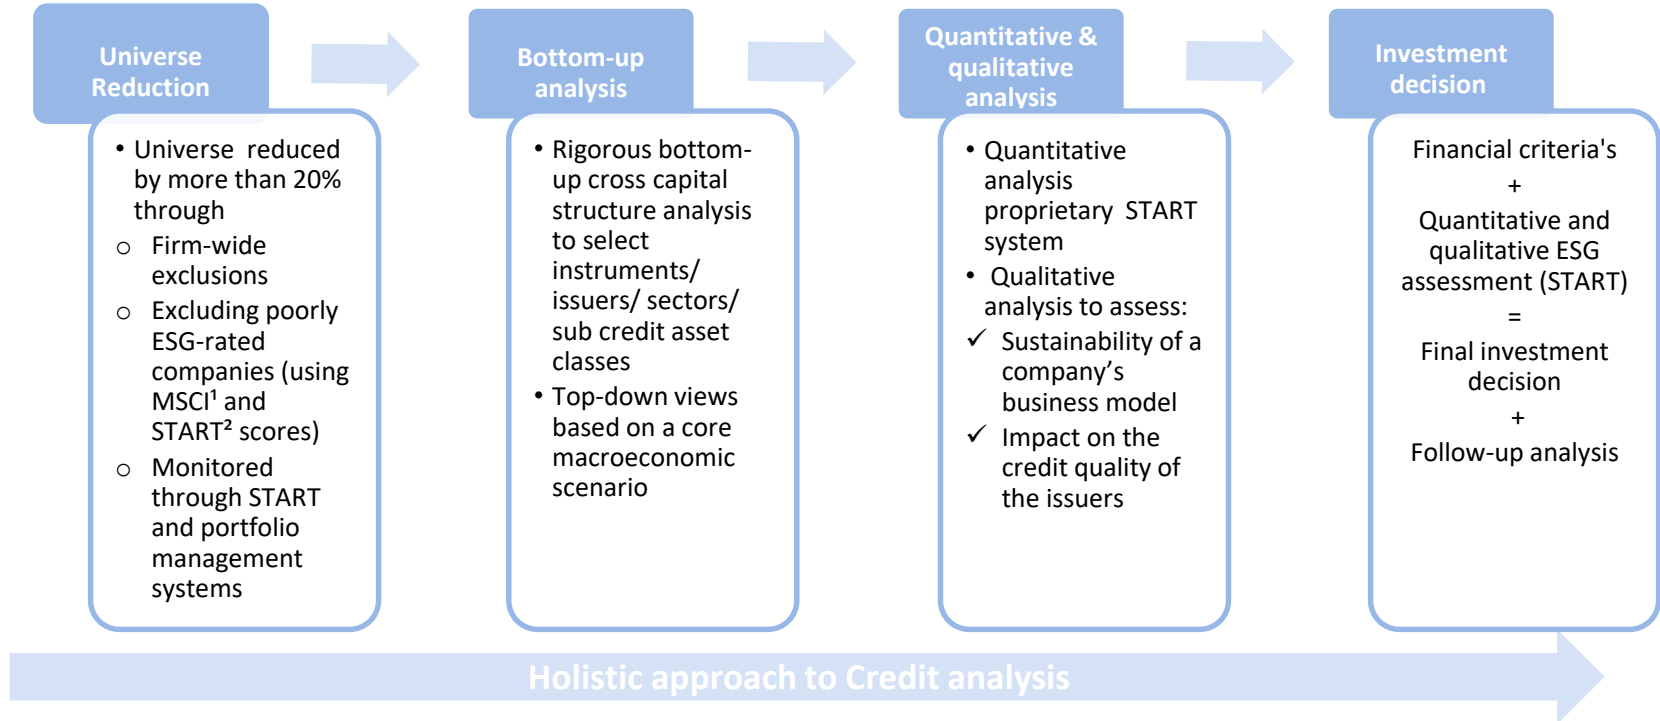 Universe
Reduction
• Universe reduced
by more than 20%
through
o Firm-wide
exclusions
o Excluding poorly
ESG-rated
companies (using
MSCI¹ and
START² scores)
o Monitored
through START
and portfolio
management
systems
Bottom-up
analysis
• Rigorous bottom-
up cross capital
structure analysis
to select
instruments/
issuers/ sectors/
sub credit asset
classes
• Top-down views
based on a core
macroeconomic
scenario
Quantitative &
qualitative
analysis
• Quantitative
analysis
proprietary START
system
• Qualitative
analysis to assess:
✓ Sustainability of a
company’s
business model
✓ Impact on the
credit quality of
the issuers
Investment
decision
Financial criteria's
+
Quantitative and
qualitative ESG
assessment (START)
=
Final investment
decision
+
Follow-up analysis
Holistic approach to Credit analysis